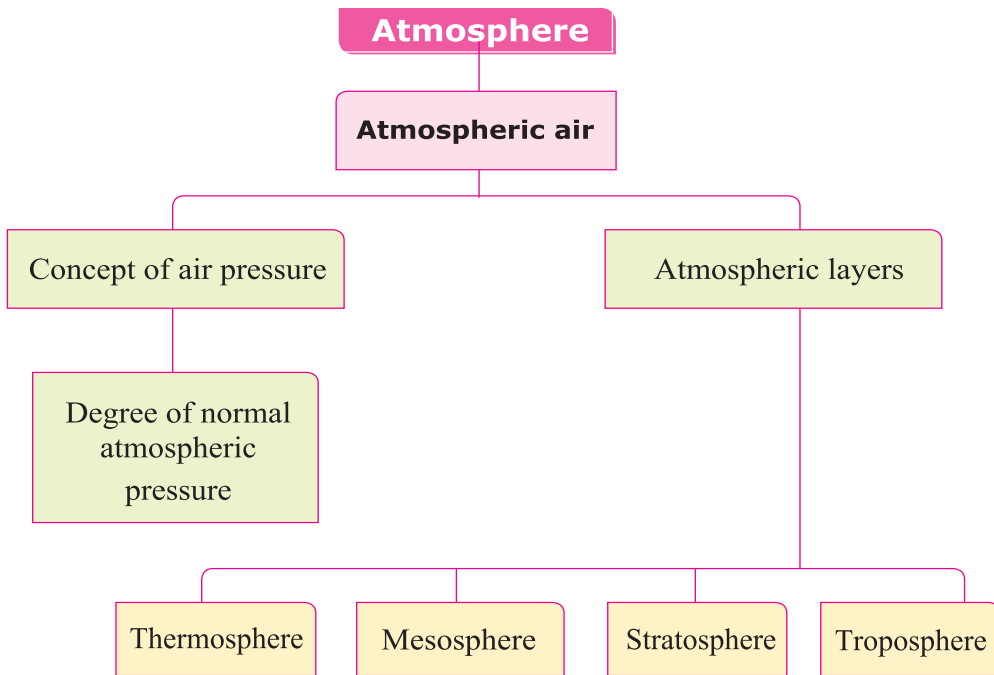 Atmosphere
Atmospheric air
Concept of air pressure
Atmospheric layers
Degree of normal
atmospheric
pressure
Thermosphere
Mesosphere
Stratosphere
Troposphere